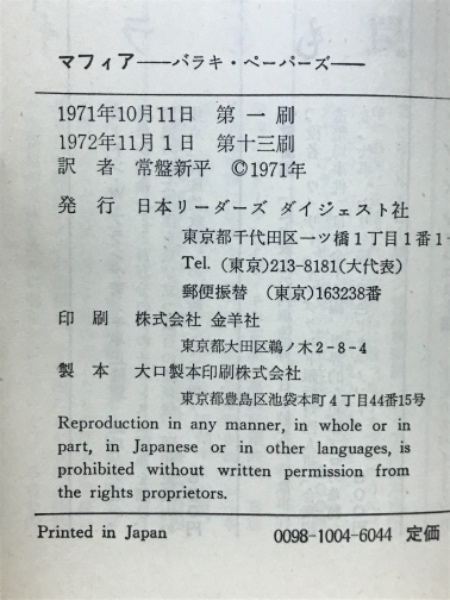 マフィア——バラキ・ペーパーズ——
1971年10月11日 第一刷
1972年11月1日 第十三刷
訳者 常盤新平 ©1971年
発行 日本リーダーズ ダイジェスト社
東京都千代田区一ツ橋1丁目1番1
Tel. (東京)213-8181(大代表)
郵便振替 (東京)163238番
印刷 株式会社 金羊社
東京都大田区鵜ノ木2-8-4
製本 大口製本印刷株式会社
東京都豊島区池袋本町4丁目44番15号
Reproduction in any manner, in whole or in
part, in Japanese or in other languages, is
prohibited without written permission from
the rights proprietors.
Printed in Japan 0098-1004-6044 定価